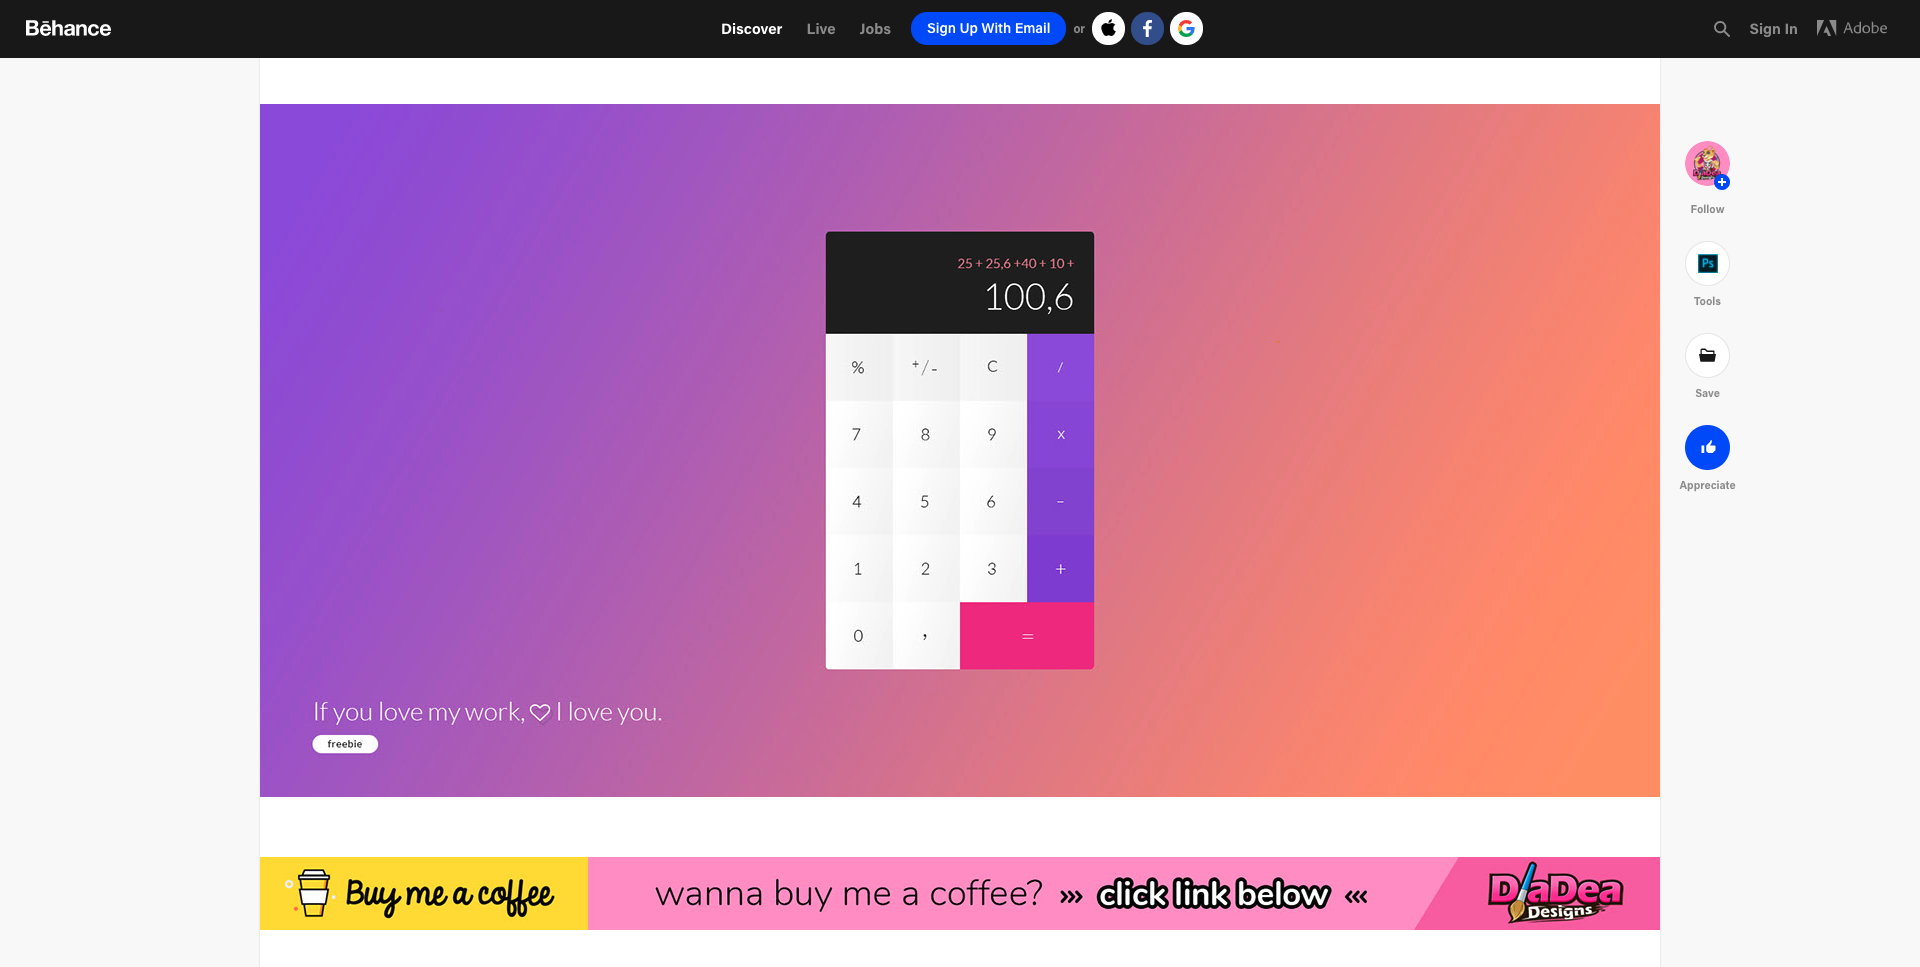 Bēhance
Discover Live Jobs Sign Up With Email or
Sign In Adobe
Follow
Ps
Tools
Save
Appreciate
25 + 25,6 +40 + 10 +
100,6
% +/- C /
7 8 9 x
4 5 6 -
1 2 3 +
0 , =
If you love my work, I love you.
freebie
Buy me a coffee
wanna buy me a coffee? »› click link below ‹«
DiaDea
Designs